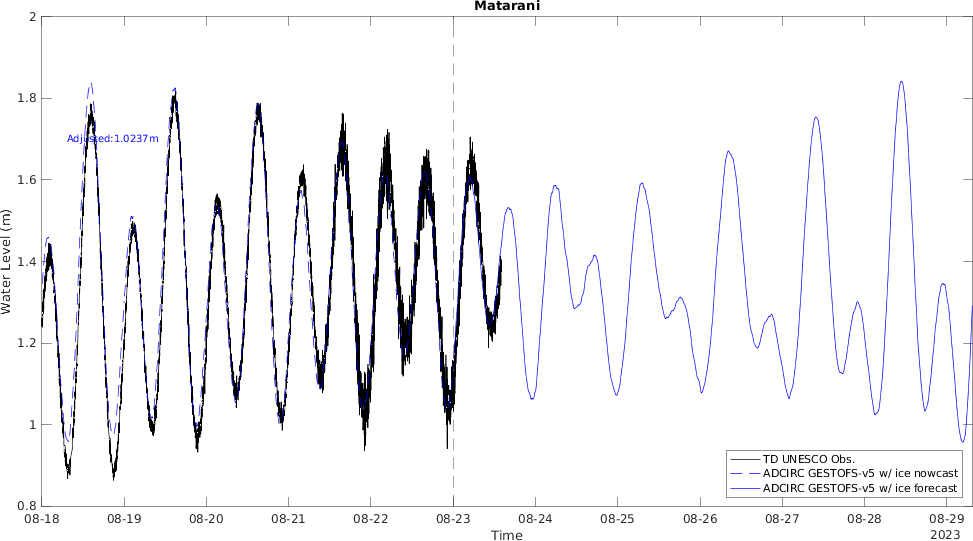 Matarani
Water Level (m)
2
1.8
1.6
1.4
1.2
1
0.8
Adjusted:1.0237m
TD UNESCO Obs.
ADCIRC GESTOFS-v5 w/ ice nowcast
ADCIRC GESTOFS-v5 w/ ice forecast
08-18 08-19 08-20 08-21 08-22 08-23 08-24 08-25 08-26 08-27 08-28 08-29
2023
Time